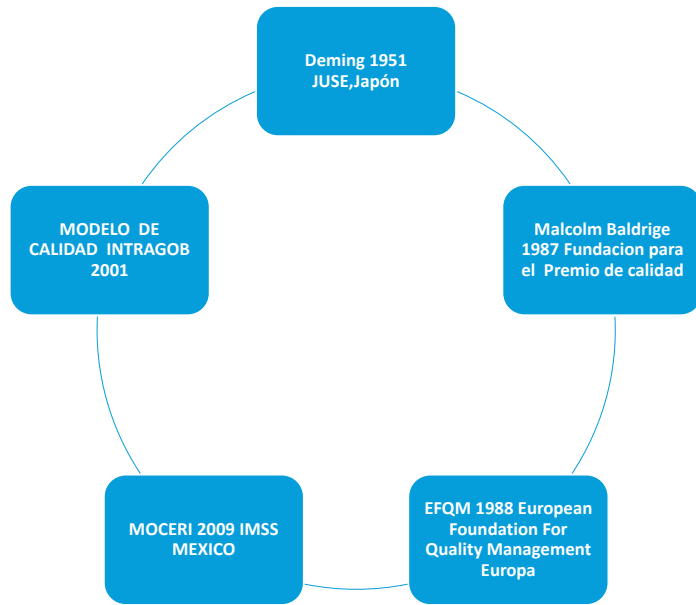 Deming 1951
JUSE,Japón
Malcolm Baldrige
1987 Fundacion para
el Premio de calidad
EFQM 1988 European
Foundation For
Quality Management
Europa
MOCERI 2009 IMSS
MEXICO
MODELO DE
CALIDAD INTRAGOB
2001